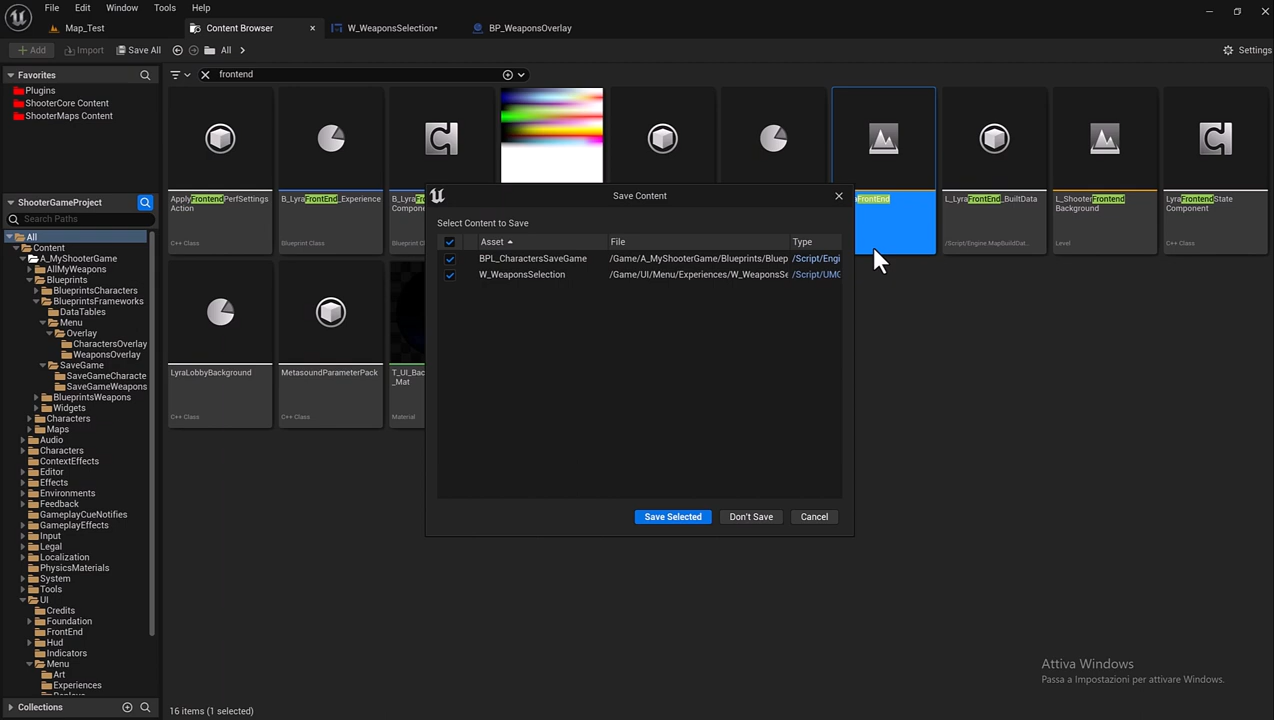 File Edit Window Tools Help
Map_Test
Content Browser
W_WeaponsSelection*
BP_WeaponsOverlay
Add
Import
Save All
All
Settings
Favorites
frontend
Plugins
ShooterCore Content
ShooterMaps Content
ApplyFrontendPerfSettings
Action
C++ Class
B_LyraFrontEnd_Experience
Blueprint Class
Component
Blueprint
FrontEnd
L_LyraFrontEnd_BuiltData
/Script/Engine.MapBuildDat..
L_ShooterFrontend
Background
Level
LyraFrontendState
Component
C++ Class
ShooterGameProject
Search Paths
All
Content
A_MyShooterGame
AllMyWeapons
Blueprints
BlueprintsCharacters
BlueprintsFrameworks
DataTables
Menu
Overlay
CharactersOverlay
WeaponsOverlay
SaveGame
SaveGameCharacte
SaveGameWeapons
BlueprintsWeapons
Widgets
Characters
Maps
Audio
Characters
ContextEffects
Editor
Effects
Environments
Feedback
GameplayCueNotifies
GameplayEffects
Input
Legal
Localization
PhysicsMaterials
System
Tools
UI
Credits
Foundation
FrontEnd
Hud
Indicators
Menu
Art
Experiences
Collections
LyraLobbyBackground
C++ Class
MetasoundParameterPack
C++ Class
T_UI_Bac
_Mat
Material
Save Content
Select Content to Save
Asset File Type
BPL_CharactersSaveGame /Game/A_MyShooterGame/Blueprints/Bluep /Script/Engi
W_WeaponsSelection /Game/UI/Menu/Experiences/W_WeaponsSe /Script/UMG
Save Selected
Don't Save
Cancel
Attiva Windows
Passa a Impostazioni per attivare Windows.
16 items (1 selected)